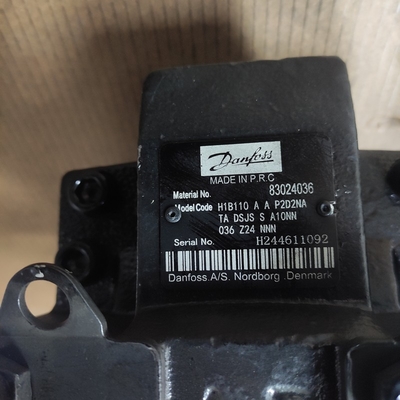 Danfoss
MADE IN P.R.C
Material No. 83024036
Model Code H1B110 A A P2D2NA
TA DSJS S A10NN
036 Z24 NNN
Serial No. H244611092
Danfoss.A/S. Nordborg .Denmark